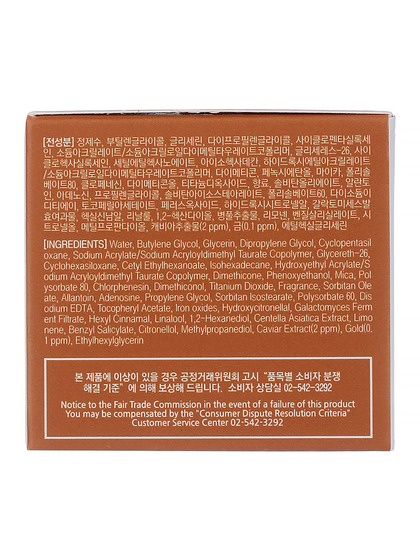 [전성분] 정제수, 부틸렌글라이콜, 글리세린, 다이프로필렌글라이콜, 사이클로펜타실록세
인, 소듐아크릴레이트/소듐아크릴로일다이메틸타우레이트코폴리머, 글리세레스-26, 사이
클로헥사실록세인, 세틸에틸헥사노에이트, 아이소헥사데칸, 하이드록시에틸아크릴레이트
/소듐아크릴로일다이메틸타우레이트코폴리머, 다이메티콘, 페녹시에탄올, 마이카, 폴리솔
베이트80, 클로페네신, 다이메티콘올, 티타늄디옥사이드, 향료, 솔비탄올리에이트, 알란토
인, 아데노신, 프로필렌글라이콜, 솔비탄아이소스테아레이트, 폴리솔베이트60, 다이소듐이
디티에이, 토코페릴아세테이트, 페러스옥사이드, 하이드록시시트로넬알, 갈락토미세스발
효여과물, 헥실신남알, 리날룰, 1,2-헥산다이올, 병풀추출물, 리모넨, 벤질살리실레이트, 시
트로넬올, 메틸프로판다이올, 캐비아추출물(2 ppm), 금(0.1 ppm), 에틸헥실글리세린
[INGREDIENTS] Water, Butylene Glycol, Glycerin, Dipropylene Glycol, Cyclopentasil
oxane, Sodium Acrylate/Sodium Acryloyldimethyl Taurate Copolymer, Glycereth-26,
Cyclohexasiloxane, Cetyl Ethylhexanoate, Isohexadecane, Hydroxyethyl Acrylate/S
odium Acryloyldimethyl Taurate Copolymer, Dimethicone, Phenoxyethanol, Mica, Pol
ysorbate 80, Chlorphenesin, Dimethiconol, Titanium Dioxide, Fragrance, Sorbitan Ole
ate, Allantoin, Adenosine, Propylene Glycol, Sorbitan Isostearate, Polysorbate 60, Dis
odium EDTA, Tocopheryl Acetate, Iron oxides, Hydroxycitronellal, Galactomyces Ferm
ent Filtrate, Hexyl Cinnamal, Linalool, 1,2-Hexanediol, Centella Asiatica Extract, Limo
nene, Benzyl Salicylate, Citronellol, Methylpropanediol, Caviar Extract(2 ppm), Gold(0.
1 ppm), Ethylhexylglycerin
본 제품에 이상이 있을 경우 공정거래위원회 고시 "품목별 소비자 분쟁
해결 기준" 에 의해 보상해 드립니다. 소비자 상담실 02-542-3292
Notice to the Fair Trade Commission in the event of a failure of this product
You may be compensated by the "Consumer Dispute Resolution Criteria"
Customer Service Center 02-542-3292